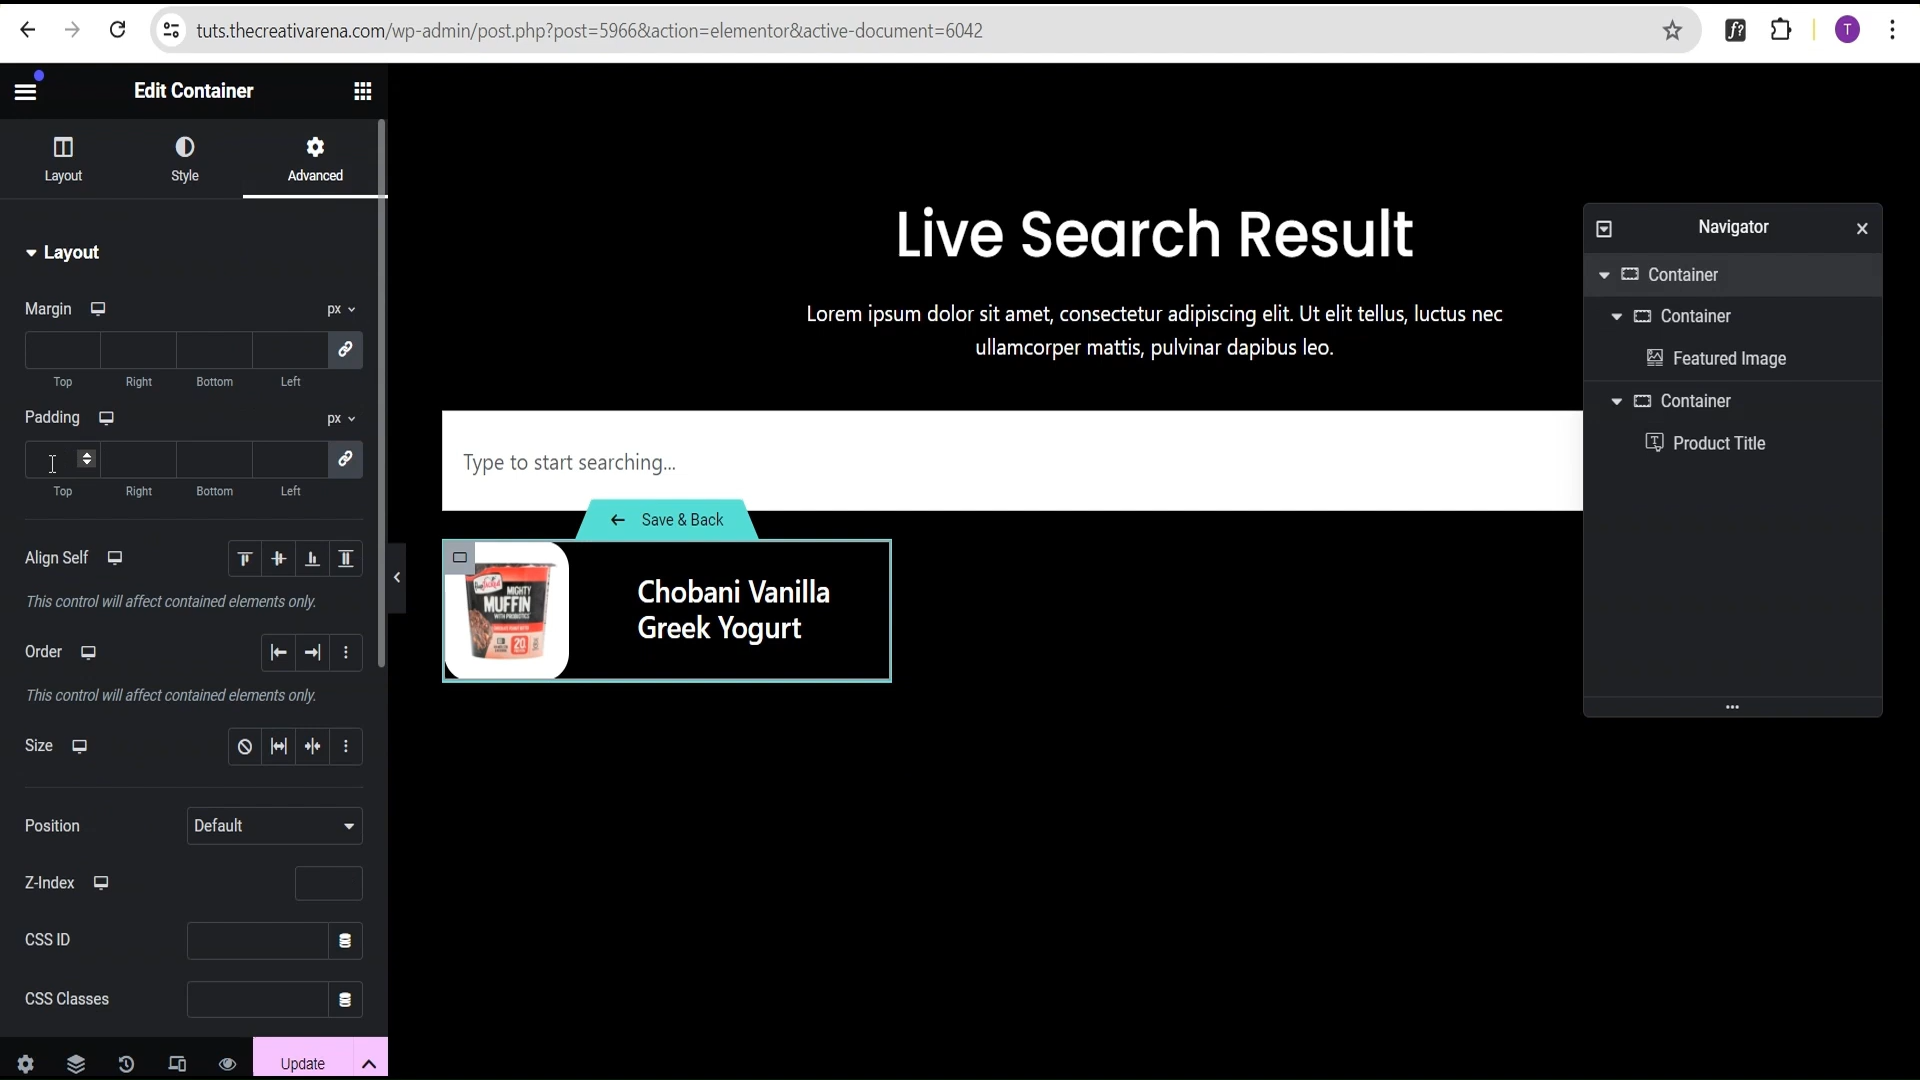 tuts.thecreativarena.com/wp-admin/post.php?post=5966&action=elementor&active-document=6042
f?
T
Edit Container
Layout
Style
Advanced
Layout
Margin
px
Top
Right
Bottom
Left
Padding
px
Top
Right
Bottom
Left
Align Self
This control will affect contained elements only.
Order
This control will affect contained elements only.
Size
Position
Default
Z-Index
CSS ID
CSS Classes
Update
Live Search Result
Lorem ipsum dolor sit amet, consectetur adipiscing elit. Ut elit tellus, luctus nec
ullamcorper mattis, pulvinar dapibus leo.
Type to start searching...
Save & Back
MIGHTY
MUFFIN
WITH PROBIOTICS
20
Chobani Vanilla
Greek Yogurt
Navigator
Container
Container
Featured Image
Container
Product Title